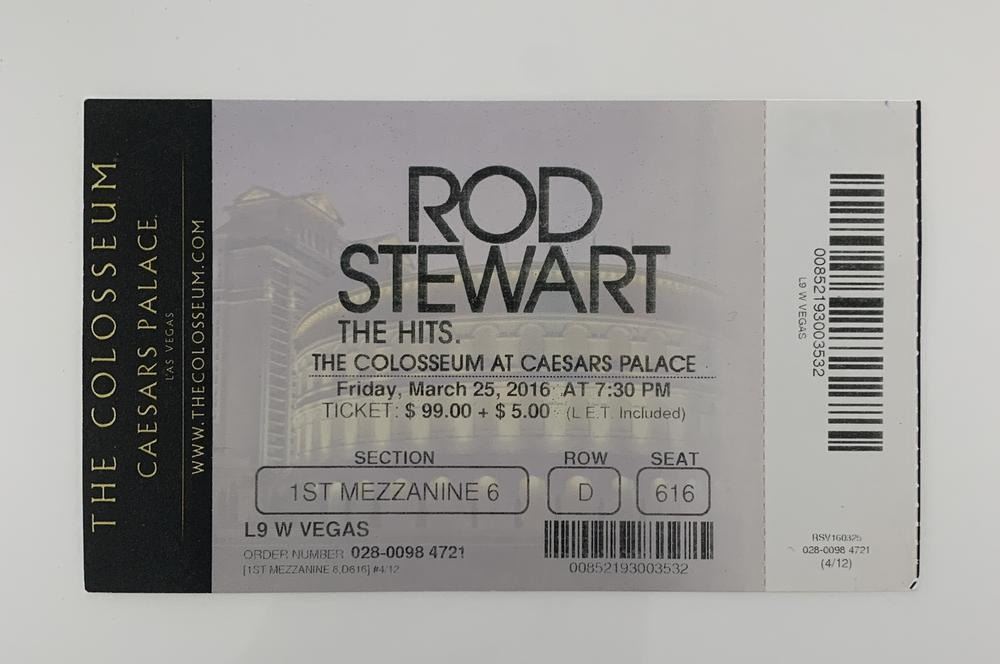 THE COLOSSEUM
CAESARS PALACE.
LAS VEGAS
WWW.THECOLOSSEUM.COM
ROD
STEWART
THE HITS.
THE COLOSSEUM AT CAESARS PALACE
Friday, March 25, 2016 AT 7:30 PM
TICKET: $ 99.00 + $ 5.00 (L.E.T. Included)
SECTION ROW SEAT
1ST MEZZANINE 6 D 616
L9 W VEGAS
ORDER NUMBER 028-0098 4721
[1ST MEZZANINE 6,D616] #4/12
00852193003532
00852193003532
L9 W VEGAS
RSV160325
028-0098 4721
(4/12)